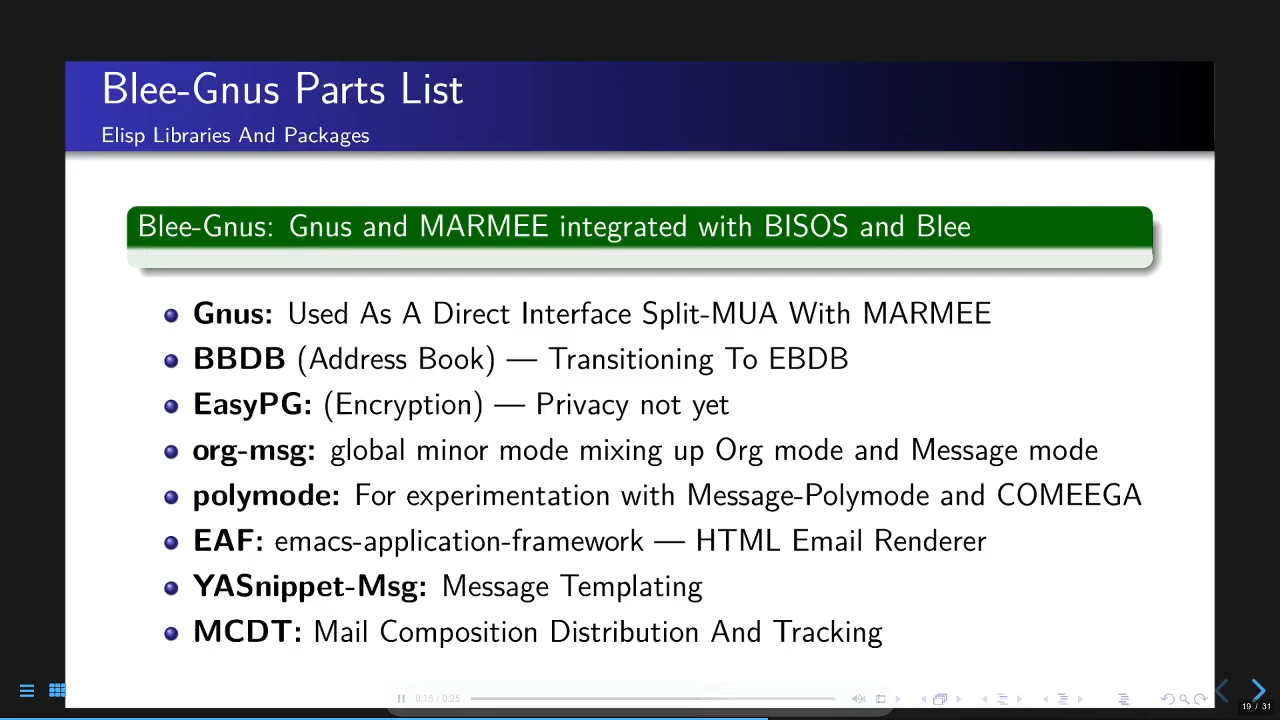 Blee-Gnus Parts List
Elisp Libraries And Packages
Blee-Gnus: Gnus and MARMEE integrated with BISOS and Blee
Gnus: Used As A Direct Interface Split-MUA With MARMEE
BBDB (Address Book) — Transitioning To EBDB
EasyPG: (Encryption) — Privacy not yet
org-msg: global minor mode mixing up Org mode and Message mode
polymode: For experimentation with Message-Polymode and COMEEGA
EAF: emacs-application-framework — HTML Email Renderer
YASnippet-Msg: Message Templating
MCDT: Mail Composition Distribution And Tracking
0:15 / 0:25
19 / 31